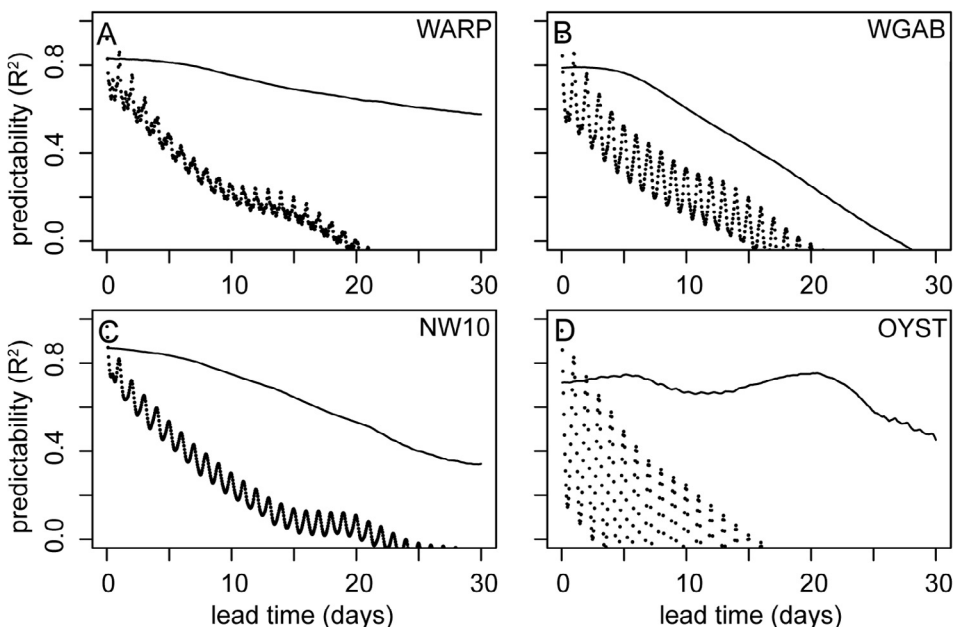 A WARP
B WGAB
predictability (R²)
0.8
0.4
0.0
0 10 20 30
0 10 20 30
C NW10
D OYST
predictability (R²)
0.8
0.4
0.0
0 10 20 30
0 10 20 30
lead time (days)
lead time (days)